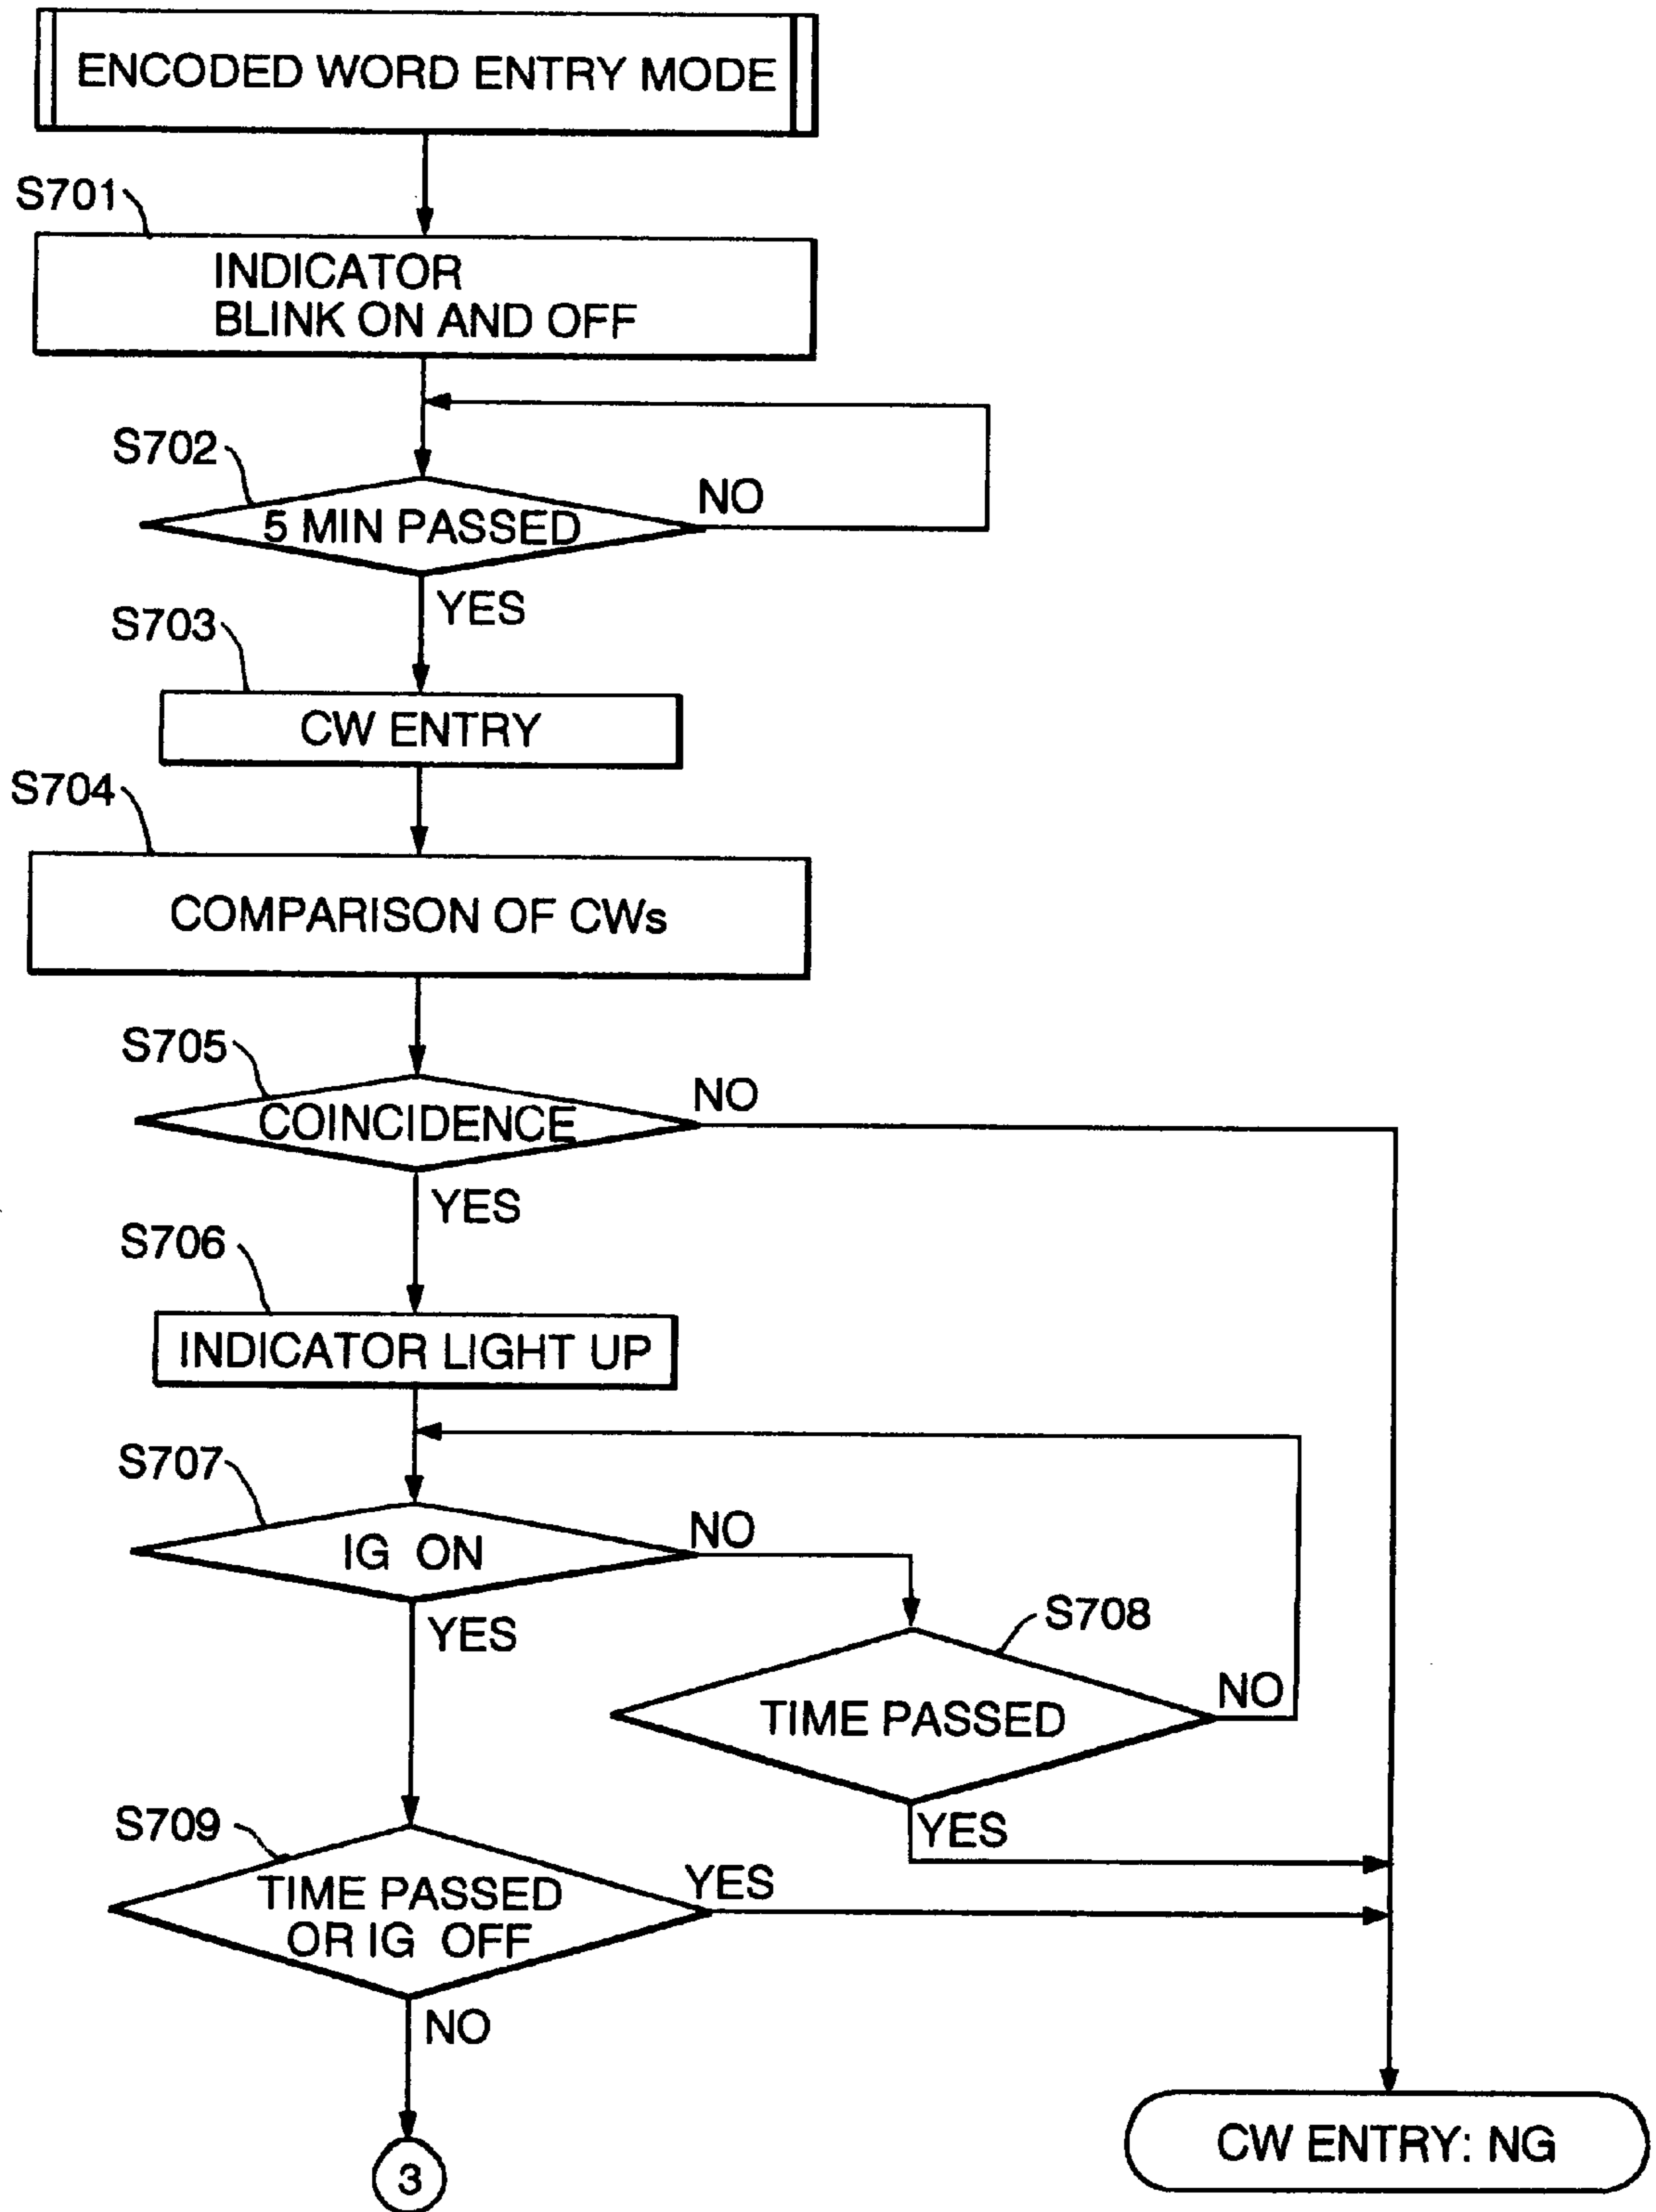 ENCODED WORD ENTRY MODE
S701
INDICATOR
BLINK ON AND OFF
S702
5 MIN PASSED
NO
YES
S703
CW ENTRY
S704
COMPARISON OF CWs
S705
COINCIDENCE
NO
YES
S706
INDICATOR LIGHT UP
S707
IG ON
NO
YES
S708
TIME PASSED
NO
YES
S709
TIME PASSED
OR IG OFF
YES
NO
3
CW ENTRY: NG